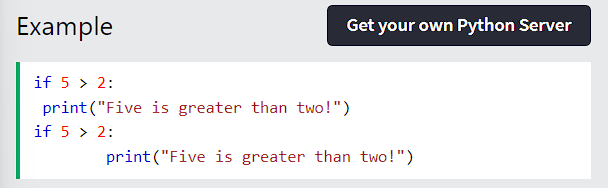 Example
Get your own Python Server
if 5 > 2:
 print("Five is greater than two!")
if 5 > 2:
        print("Five is greater than two!")